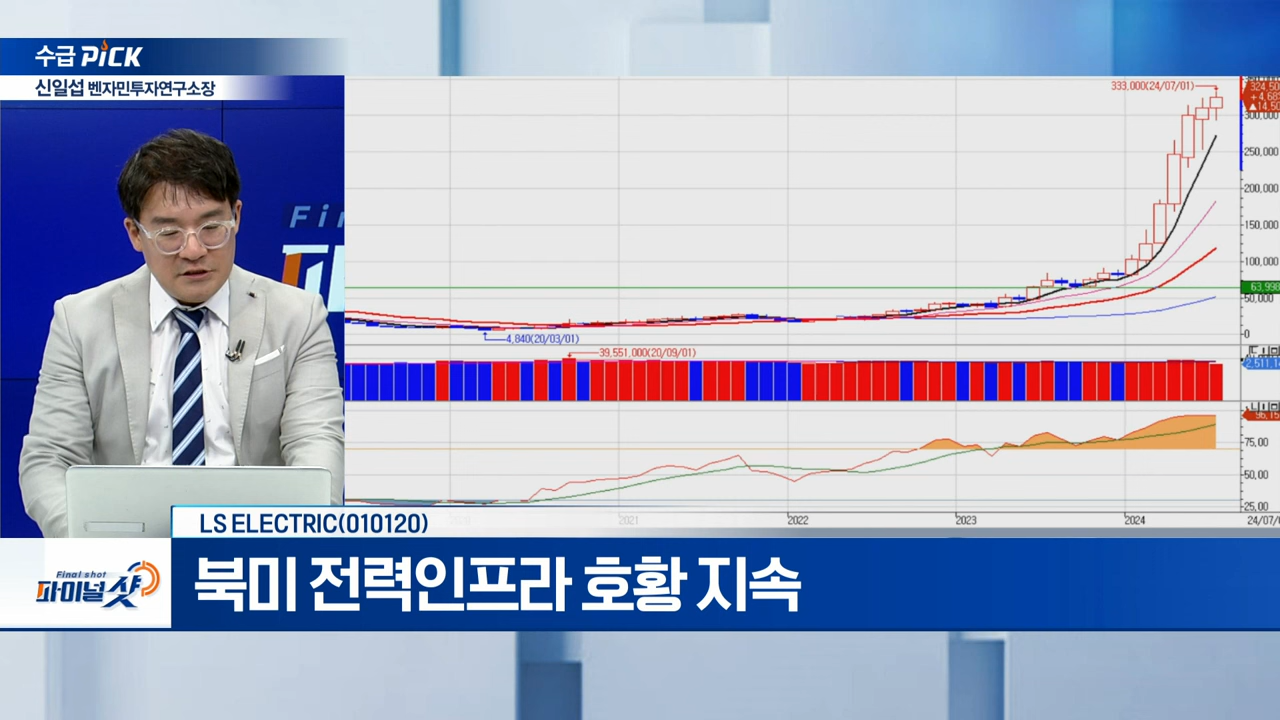 수급 PiCK
신일섭 벤자민투자연구소장
Fin
333,000(24/07/01)
300,000
250,000
200,000
150,000
100,000
63,998
50,000
0
4,840(20/03/01)
39,551,000(20/09/01)
96,15
75,00
50,00
25,00
2021
2022
2023
2024
24/07/0
LS ELECTRIC(010120)
Final shot
파이널샷
북미 전력인프라 호황 지속